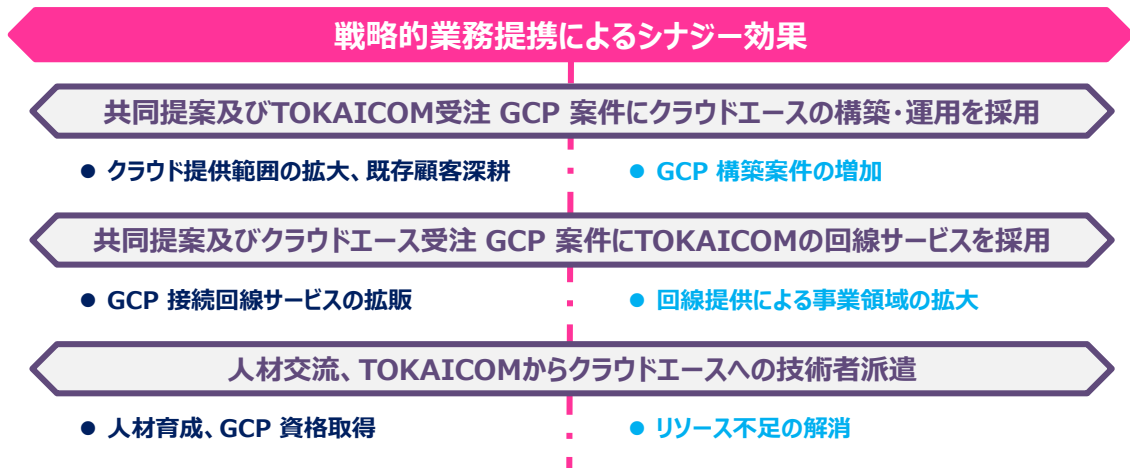 戦略的業務提携によるシナジー効果
共同提案及びTOKAICOM受注 GCP 案件にクラウドエースの構築・運用を採用
● クラウド提供範囲の拡大、既存顧客深耕
● GCP 構築案件の増加
共同提案及びクラウドエース受注 GCP 案件にTOKAICOMの回線サービスを採用
● GCP 接続回線サービスの拡販
● 回線提供による事業領域の拡大
人材交流、TOKAICOMからクラウドエースへの技術者派遣
● 人材育成、GCP 資格取得
● リソース不足の解消